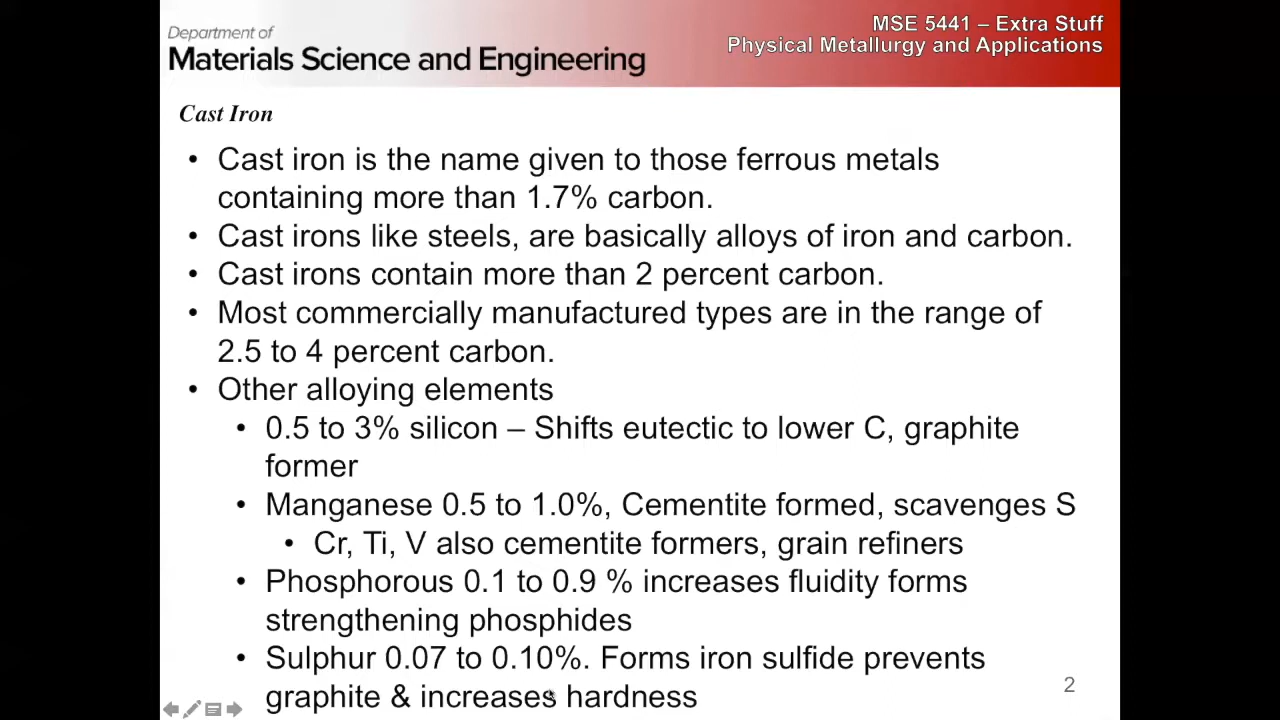 Department of
Materials Science and Engineering
MSE 5441 – Extra Stuff
Physical Metallurgy and Applications
Cast Iron
• Cast iron is the name given to those ferrous metals
containing more than 1.7% carbon.
• Cast irons like steels, are basically alloys of iron and carbon.
• Cast irons contain more than 2 percent carbon.
• Most commercially manufactured types are in the range of
2.5 to 4 percent carbon.
• Other alloying elements
• 0.5 to 3% silicon – Shifts eutectic to lower C, graphite
former
• Manganese 0.5 to 1.0%, Cementite formed, scavenges S
• Cr, Ti, V also cementite formers, grain refiners
• Phosphorous 0.1 to 0.9 % increases fluidity forms
strengthening phosphides
• Sulphur 0.07 to 0.10%. Forms iron sulfide prevents
graphite & increases hardness
2